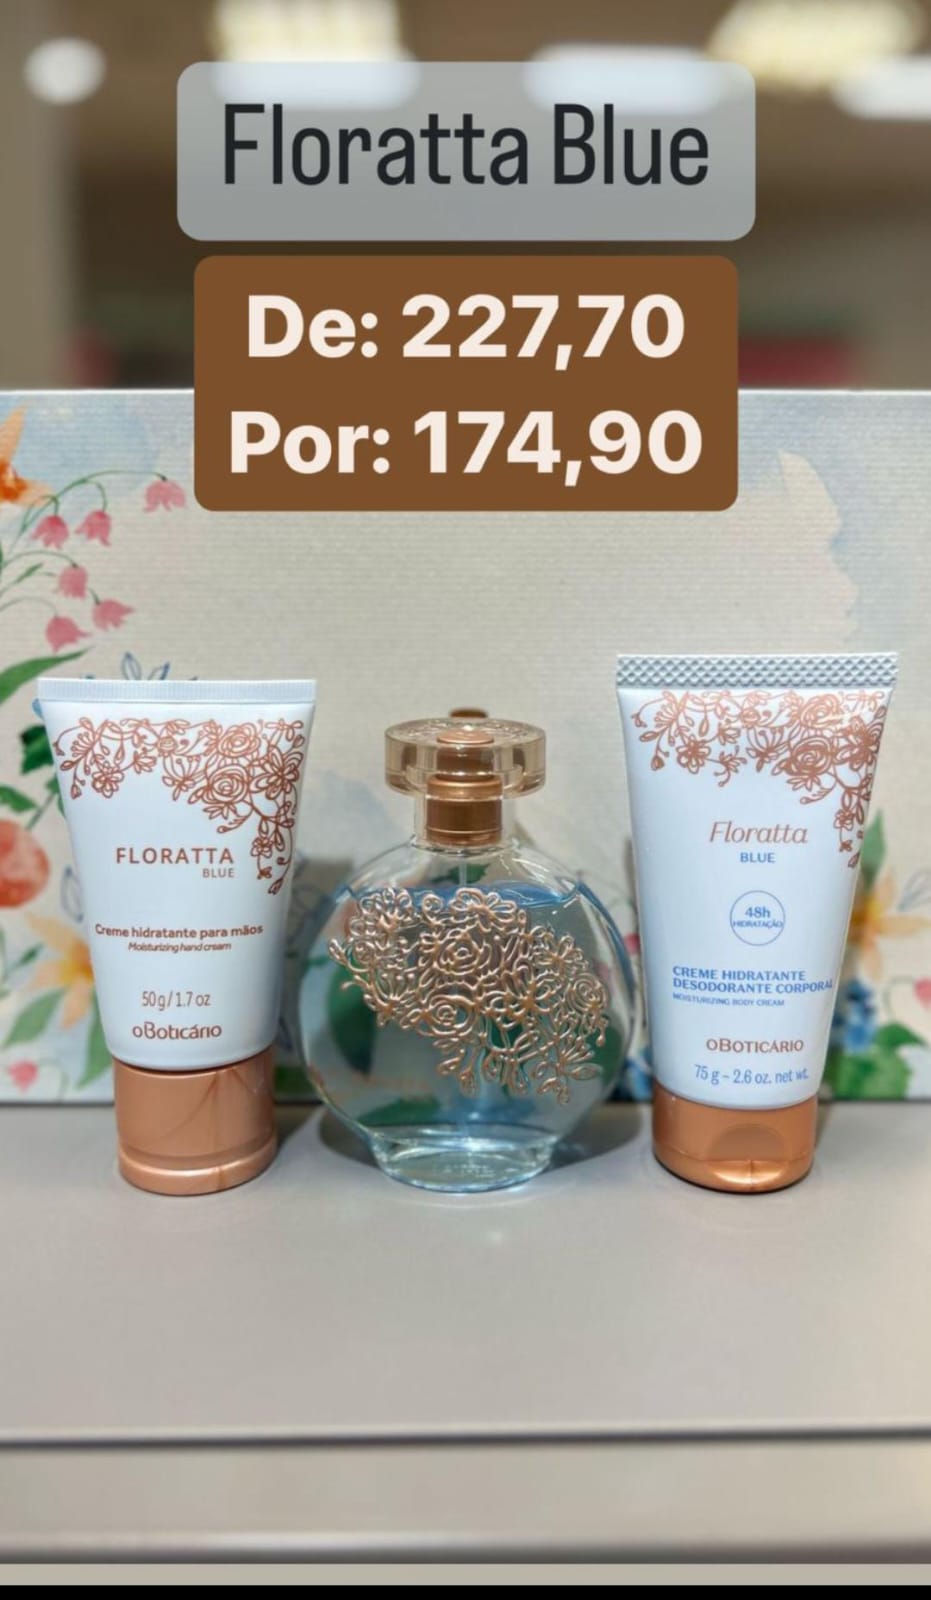 Floratta Blue
De: 227,70
Por: 174,90
FLORATTA
BLUE
Creme hidratante para mãos
Moisturizing hand cream
50g/1.7 oz
oBoticário
Floratta
BLUE
48h
HIDRATAÇÃO
CREME HIDRATANTE
DESODORANTE CORPORAL
MOISTURIZING BODY CREAM
oBOTICÁRIO
75 g – 2.6 oz. net wt.